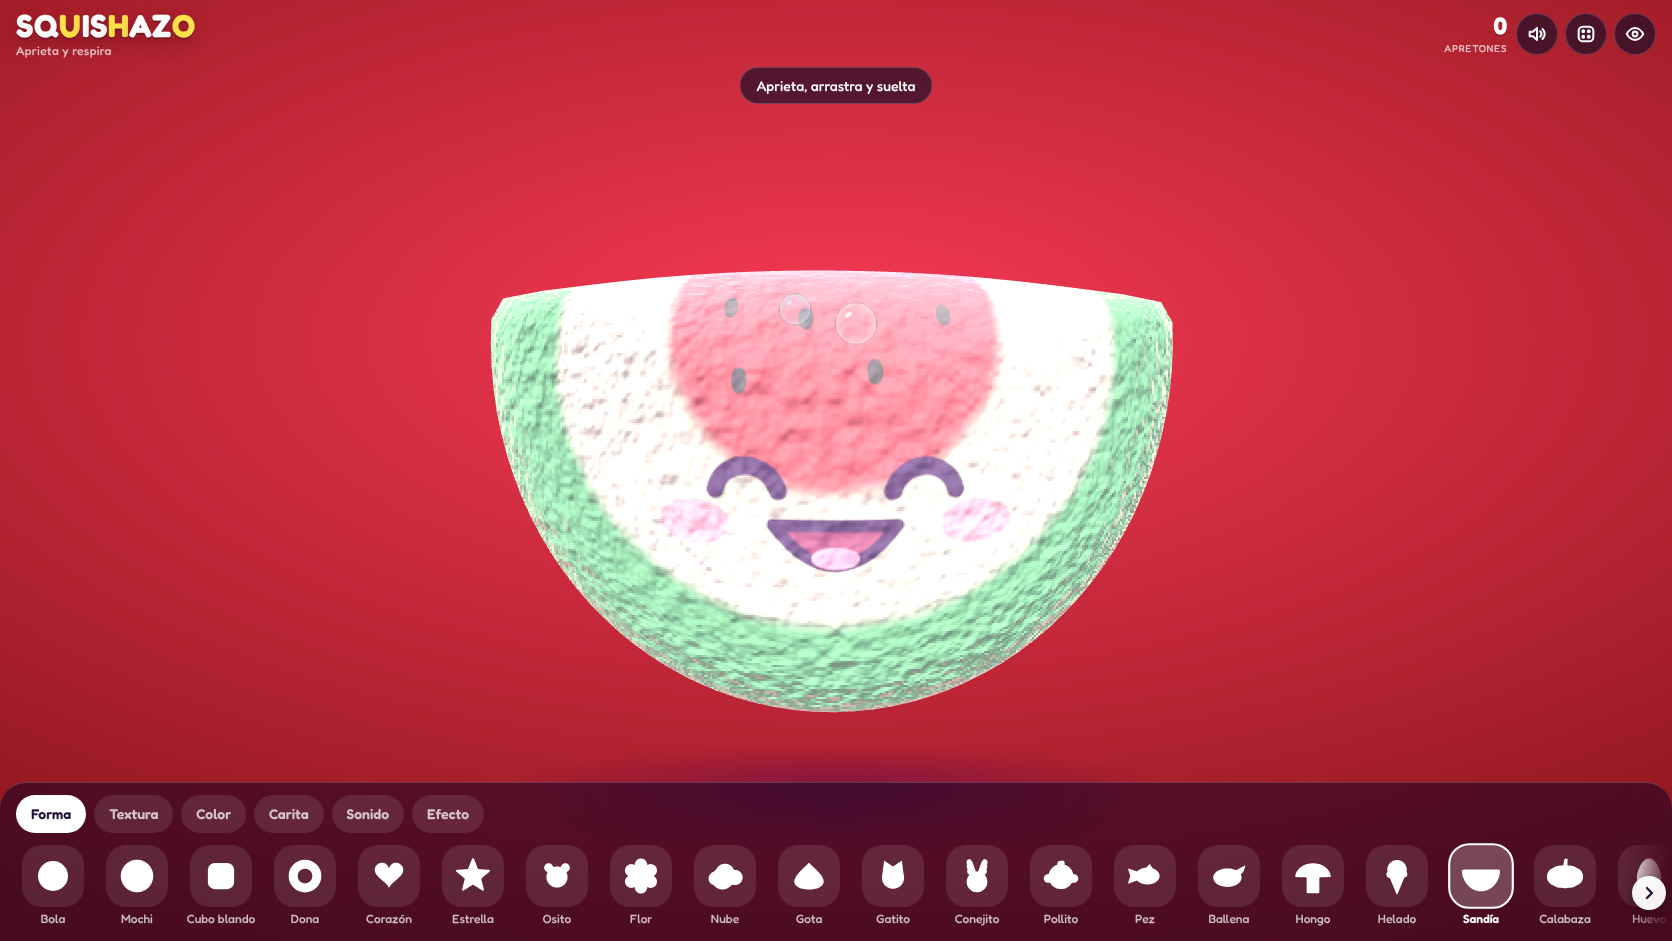 SQUISHAZO
Aprieta y respira
0
APRETONES
Aprieta, arrastra y suelta
Forma
Textura
Color
Carita
Sonido
Efecto
Bola
Mochi
Cubo blando
Dona
Corazón
Estrella
Osito
Flor
Nube
Gota
Gatito
Conejito
Pollito
Pez
Ballena
Hongo
Helado
Sandía
Calabaza
Huevo